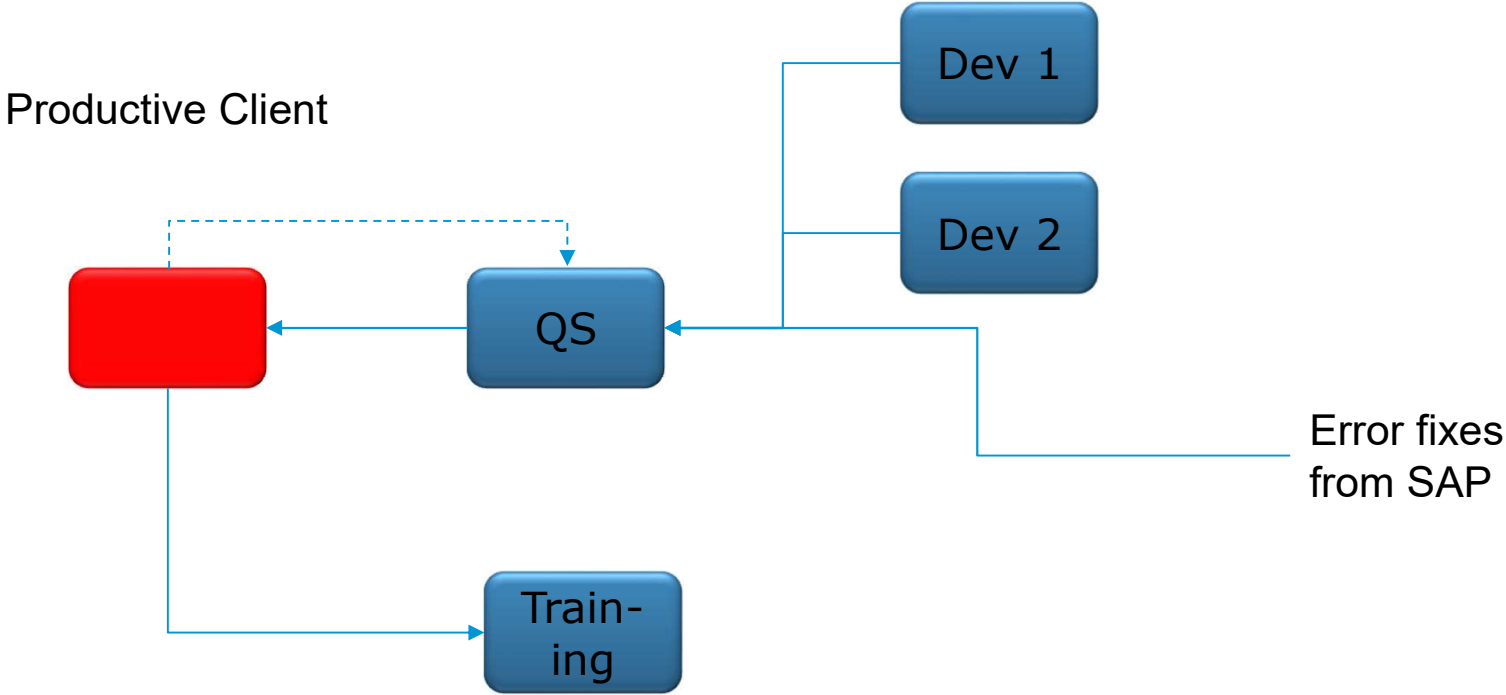 Dev 1
Productive Client
Dev 2
QS
Error fixes
from SAP
Train-
ing